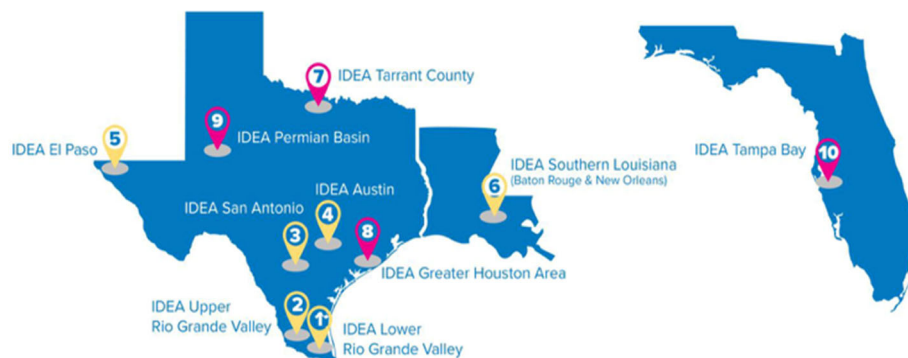 7
IDEA Tarrant County
9
IDEA Permian Basin
5
IDEA El Paso
IDEA Tampa Bay
10
6
IDEA Southern Louisiana
(Baton Rouge & New Orleans)
IDEA Austin
4
IDEA San Antonio
3
8
IDEA Greater Houston Area
IDEA Upper
Rio Grande Valley
2
1
IDEA Lower
Rio Grande Valley